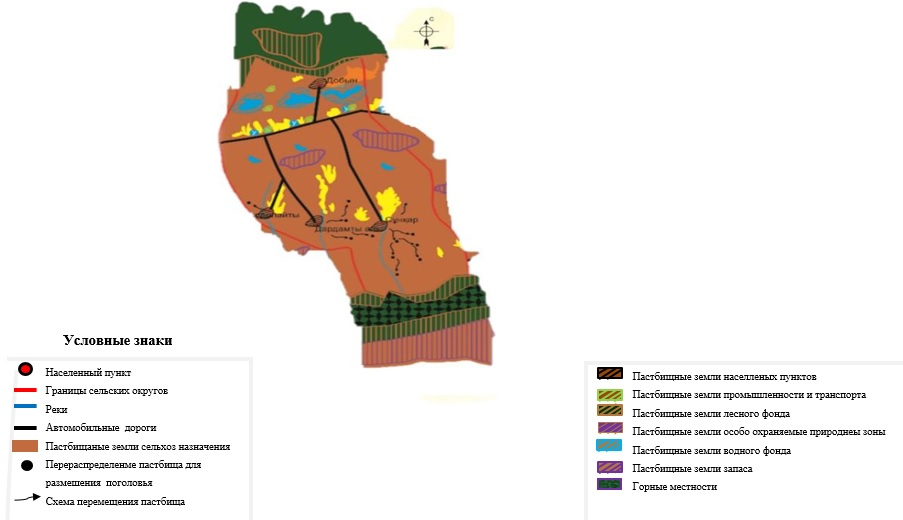 С
Добын
Дардамты
Сункар
Условные знаки
Населенный пункт
Границы сельских округов
Реки
Автомобильные дороги
Пастбищаные земли сельхоз назначения
Перераспределенме пастбища для
размешения поголовья
Схема перемещения пастбища
Пастбищные земли населленых пунктов
Пастбищные земли промышленности и транспорта
Пастбищные земли лесного фонда
Пастбищные земли особо охраняемые природнеы зоны
Пастбищные земли водного фонда
Пастбищные земли запаса
Горные местности